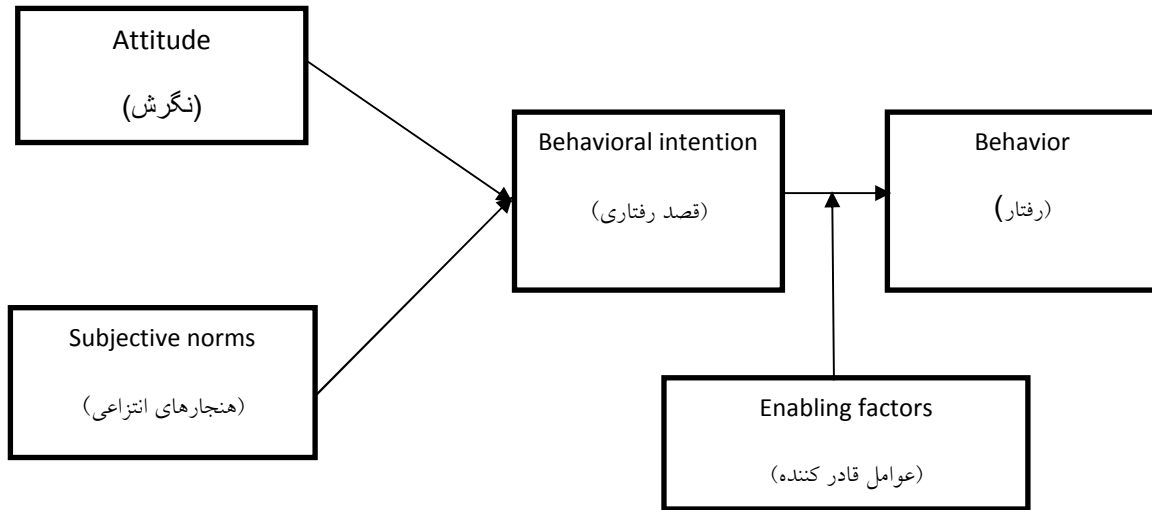 Attitude
(نگرش)
Behavioral intention
(قصد رفتاری)
Behavior
(رفتار)
Subjective norms
(هنجارهای انتزاعی)
Enabling factors
(عوامل قادر کننده)